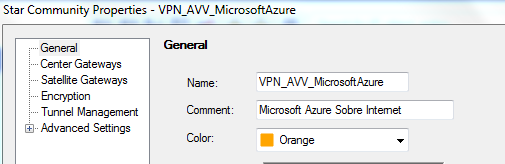 Star Community Properties - VPN_AVV_MicrosoftAzure
General
Center Gateways
Satellite Gateways
Encryption
Tunnel Management
Advanced Settings
General
Name: VPN_AVV_MicrosoftAzure
Comment: Microsoft Azure Sobre Internet
Color: Orange